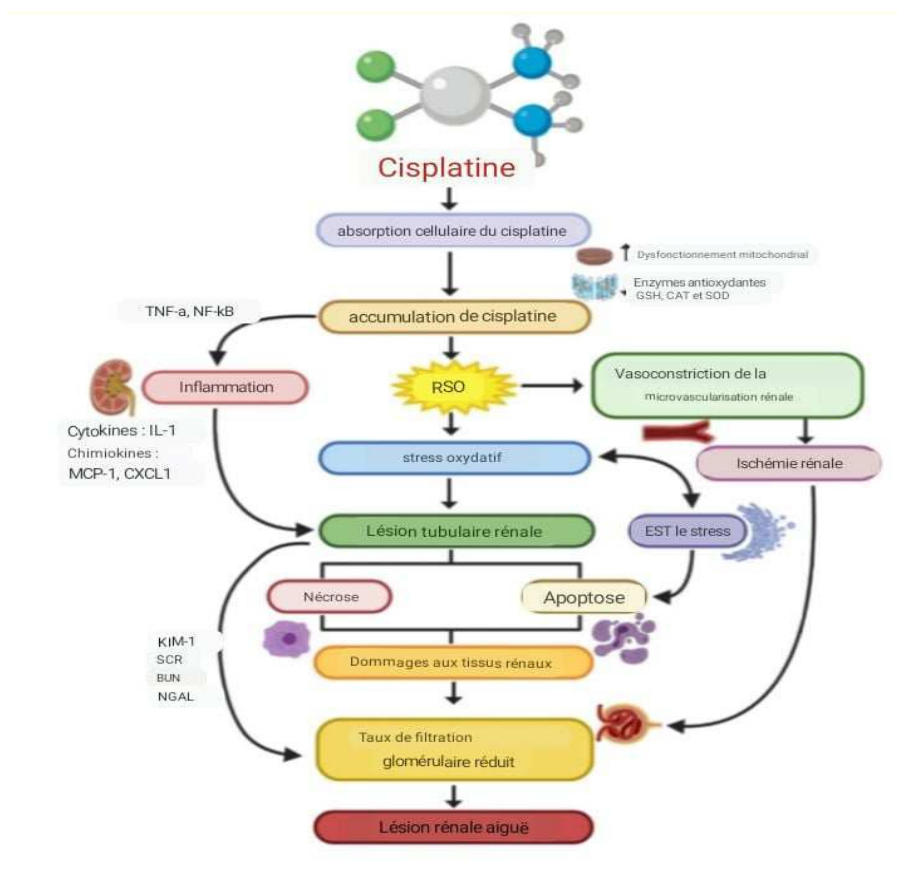 Cisplatine
absorption cellulaire du cisplatine
Dysfonctionnement mitochondrial
Enzymes antioxydantes
GSH, CAT et SOD
TNF-a, NF-kB
accumulation de cisplatine
Inflammation
RSO
Vasoconstriction de la
microvascularisation rénale
Cytokines : IL-1
Chimiokines :
MCP-1, CXCL1
stress oxydatif
Ischémie rénale
Lésion tubulaire rénale
EST le stress
Nécrose
Apoptose
KIM-1
SCR
BUN
NGAL
Dommages aux tissus rénaux
Taux de filtration
glomérulaire réduit
Lésion rénale aiguë